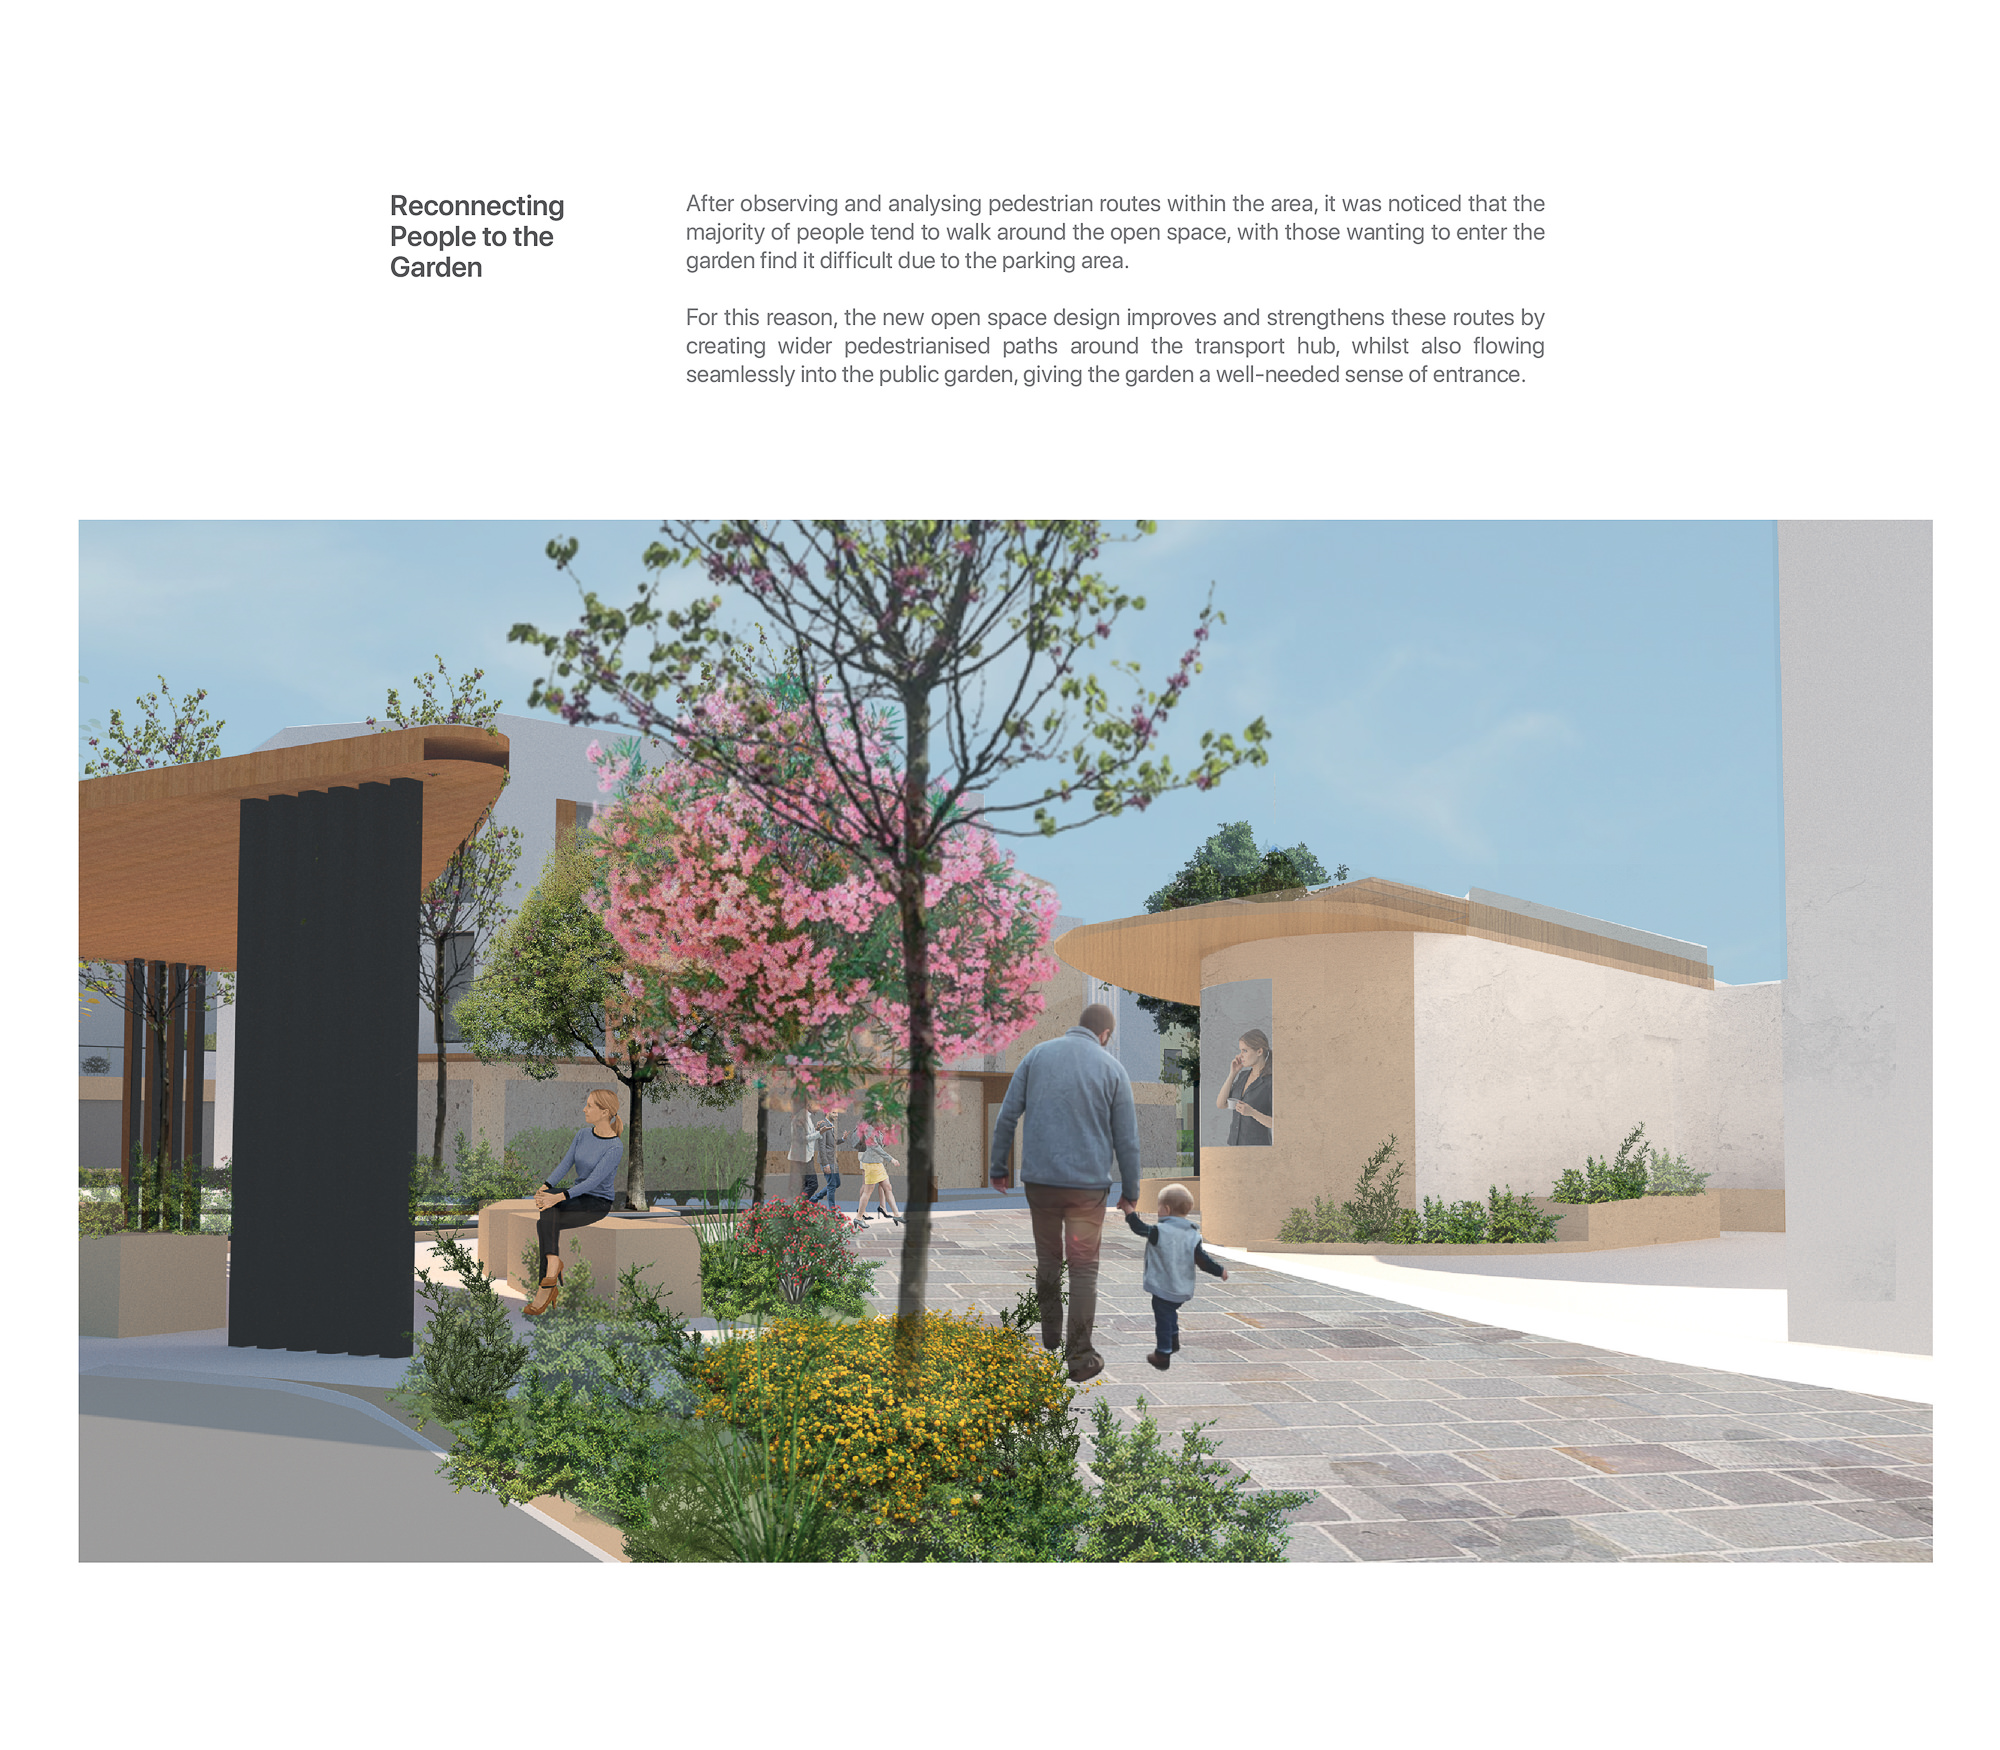 Reconnecting
People to the
Garden
After observing and analysing pedestrian routes within the area, it was noticed that the
majority of people tend to walk around the open space, with those wanting to enter the
garden find it difficult due to the parking area.
For this reason, the new open space design improves and strengthens these routes by
creating wider pedestrianised paths around the transport hub, whilst also flowing
seamlessly into the public garden, giving the garden a well-needed sense of entrance.